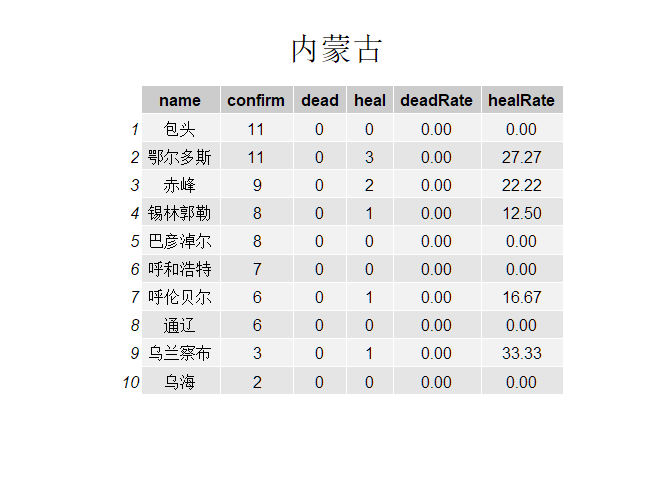 内蒙古
name confirm dead heal deadRate healRate
1 包头 11 0 0 0.00 0.00
2 鄂尔多斯 11 0 3 0.00 27.27
3 赤峰 9 0 2 0.00 22.22
4 锡林郭勒 8 0 1 0.00 12.50
5 巴彦淖尔 8 0 0 0.00 0.00
6 呼和浩特 7 0 0 0.00 0.00
7 呼伦贝尔 6 0 1 0.00 16.67
8 通辽 6 0 0 0.00 0.00
9 乌兰察布 3 0 1 0.00 33.33
10 乌海 2 0 0 0.00 0.00